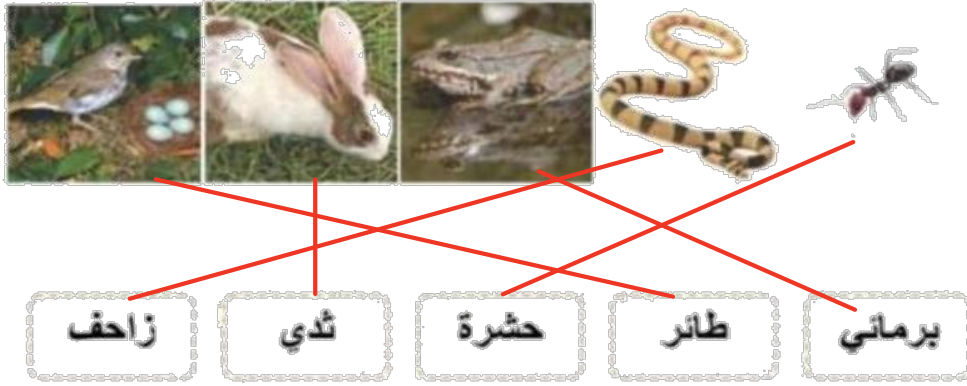 برمائي
طائر
حشرة
ثدي
زاحف